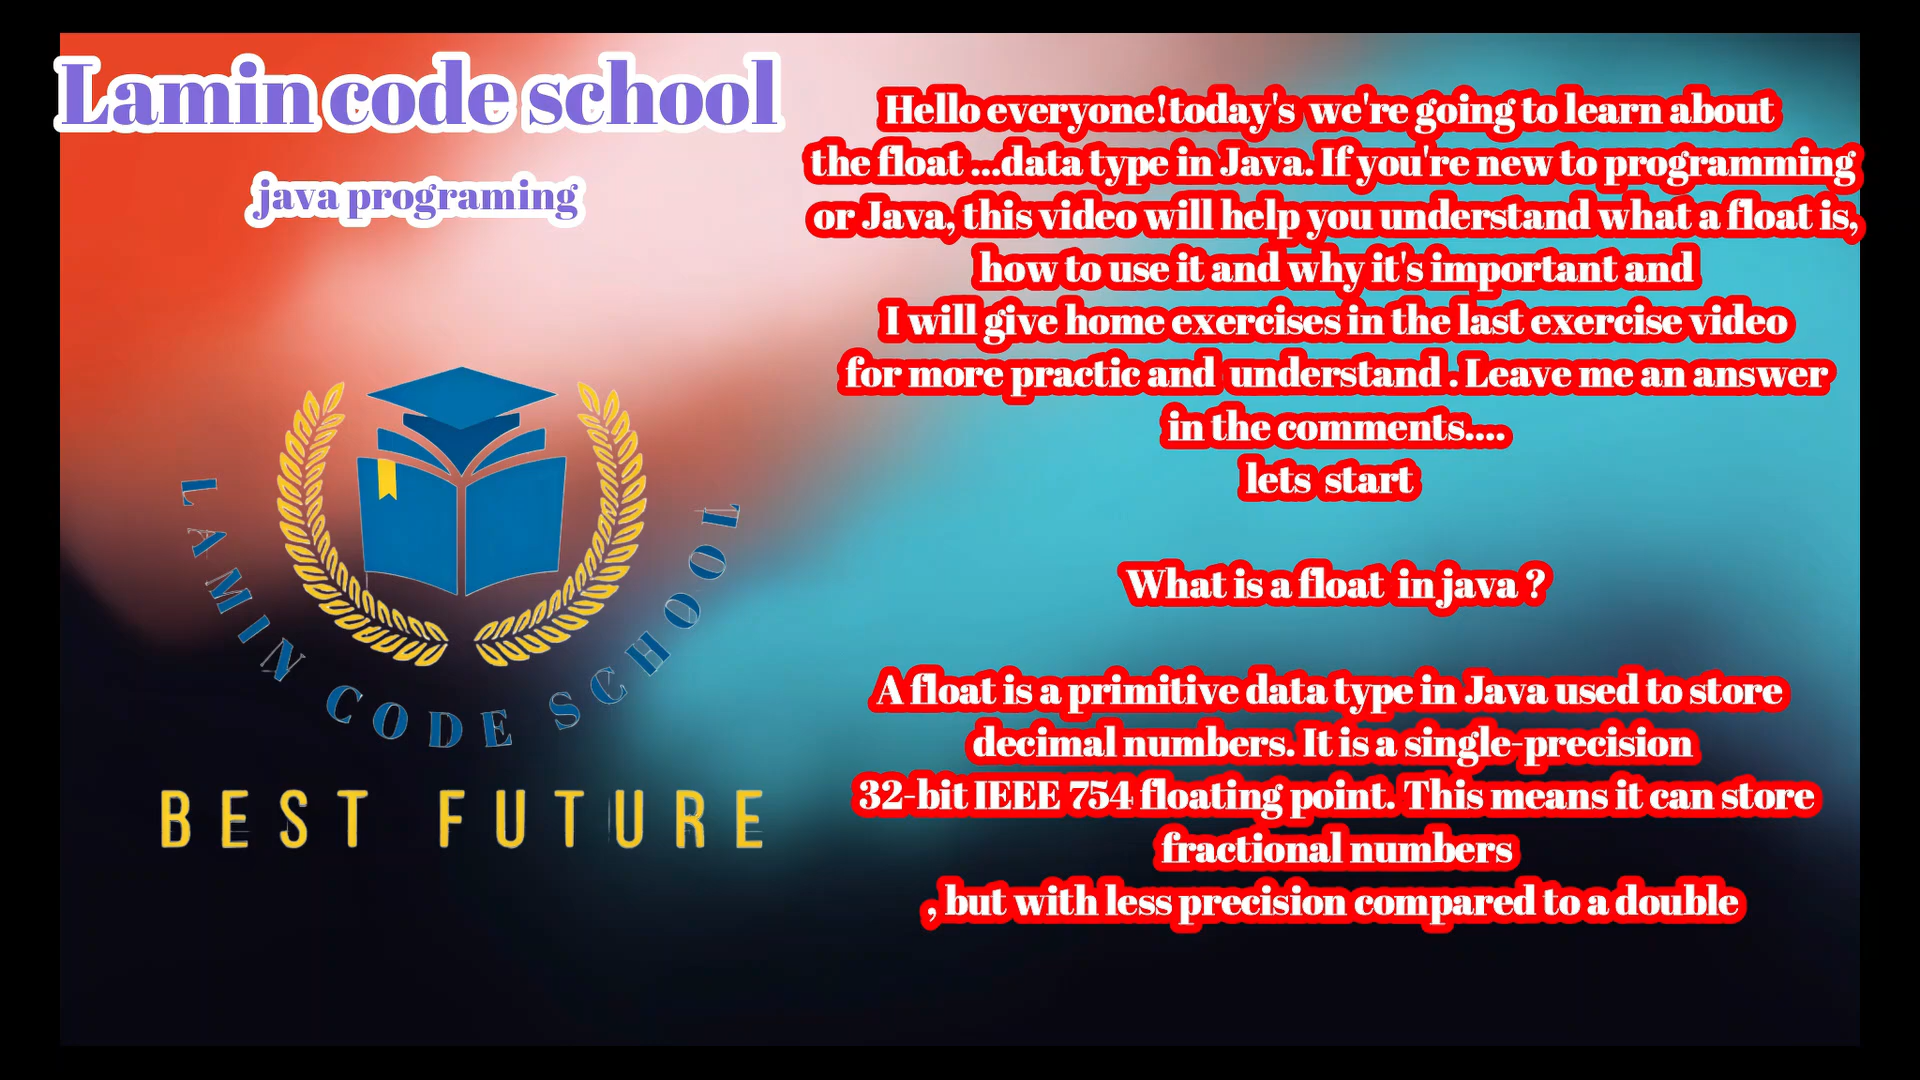 Lamin code school
java programing
LAMIN CODE SCHOOL
BEST FUTURE
Hello everyone!today's we're going to learn about
the float ...data type in Java. If you're new to programming
or Java, this video will help you understand what a float is,
how to use it and why it's important and
I will give home exercises in the last exercise video
for more practic and understand . Leave me an answer
in the comments....
lets start
What is a float in java ?
A float is a primitive data type in Java used to store
decimal numbers. It is a single-precision
32-bit IEEE 754 floating point. This means it can store
fractional numbers
, but with less precision compared to a double